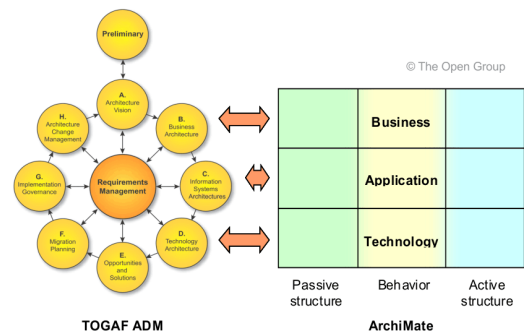 Preliminary
© The Open Group
A.
Architecture
Vision
H.
Architecture
Change
Management
B.
Business
Architecture
Business
G.
Implementation
Governance
Requirements
Management
C.
Information
Systems
Architectures
Application
F.
Migration
Planning
D.
Technology
Architecture
Technology
E.
Opportunities
and
Solutions
Passive
structure
Behavior
Active
structure
TOGAF ADM
ArchiMate